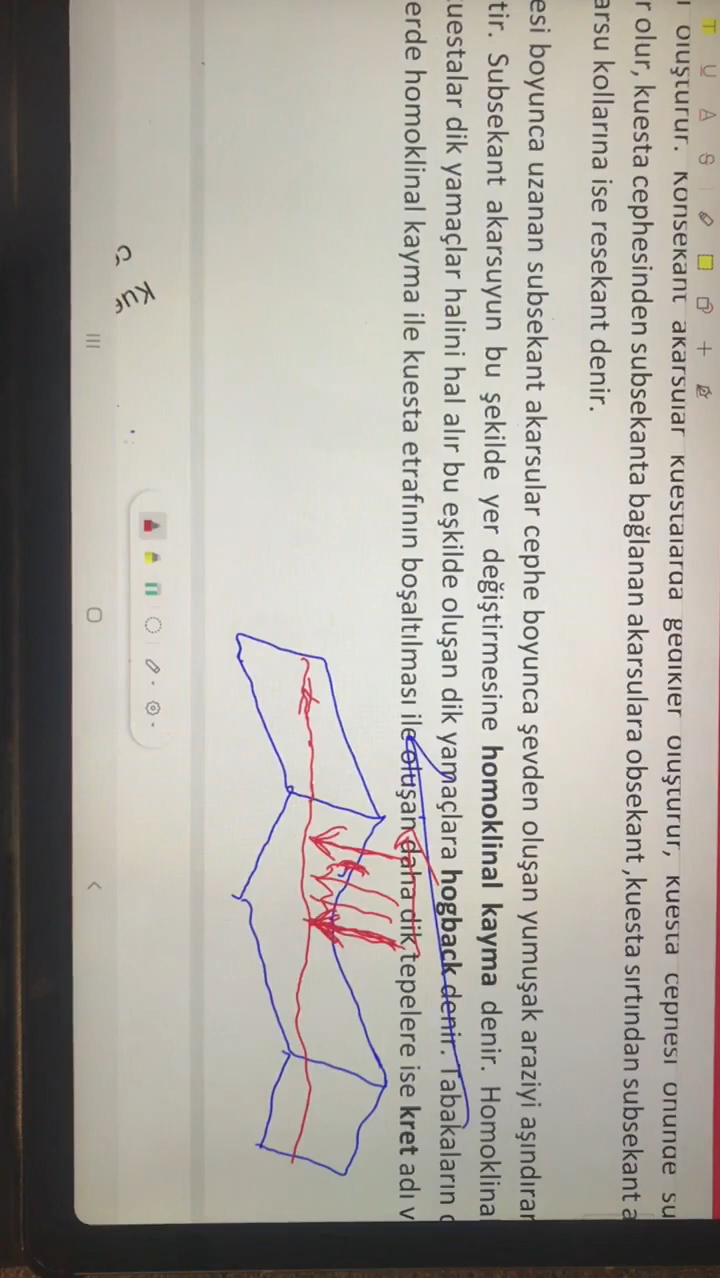 oluşturur. Konsekant akarsular kuestalarda gedikler oluşturur, kuesta cephesi önünde su
r olur, kuesta cephesinden subsekanta bağlanan akarsulara obsekant ,kuesta sırtından subsekant a
arsu kollarına ise resekant denir.
esi boyunca uzanan subsekant akarsular cephe boyunca şevden oluşan yumuşak araziyi aşındırar
tir. Subsekant akarsuyun bu şekilde yer değiştirmesine homoklinal kayma denir. Homoklina
uestalar dik yamaçlar halini hal alır bu eşkilde oluşan dik yamaçlara hogback denir. Tabakaların
erde homoklinal kayma ile kuesta etrafının boşaltılması ile oluşan daha dik tepelere ise kret adı v